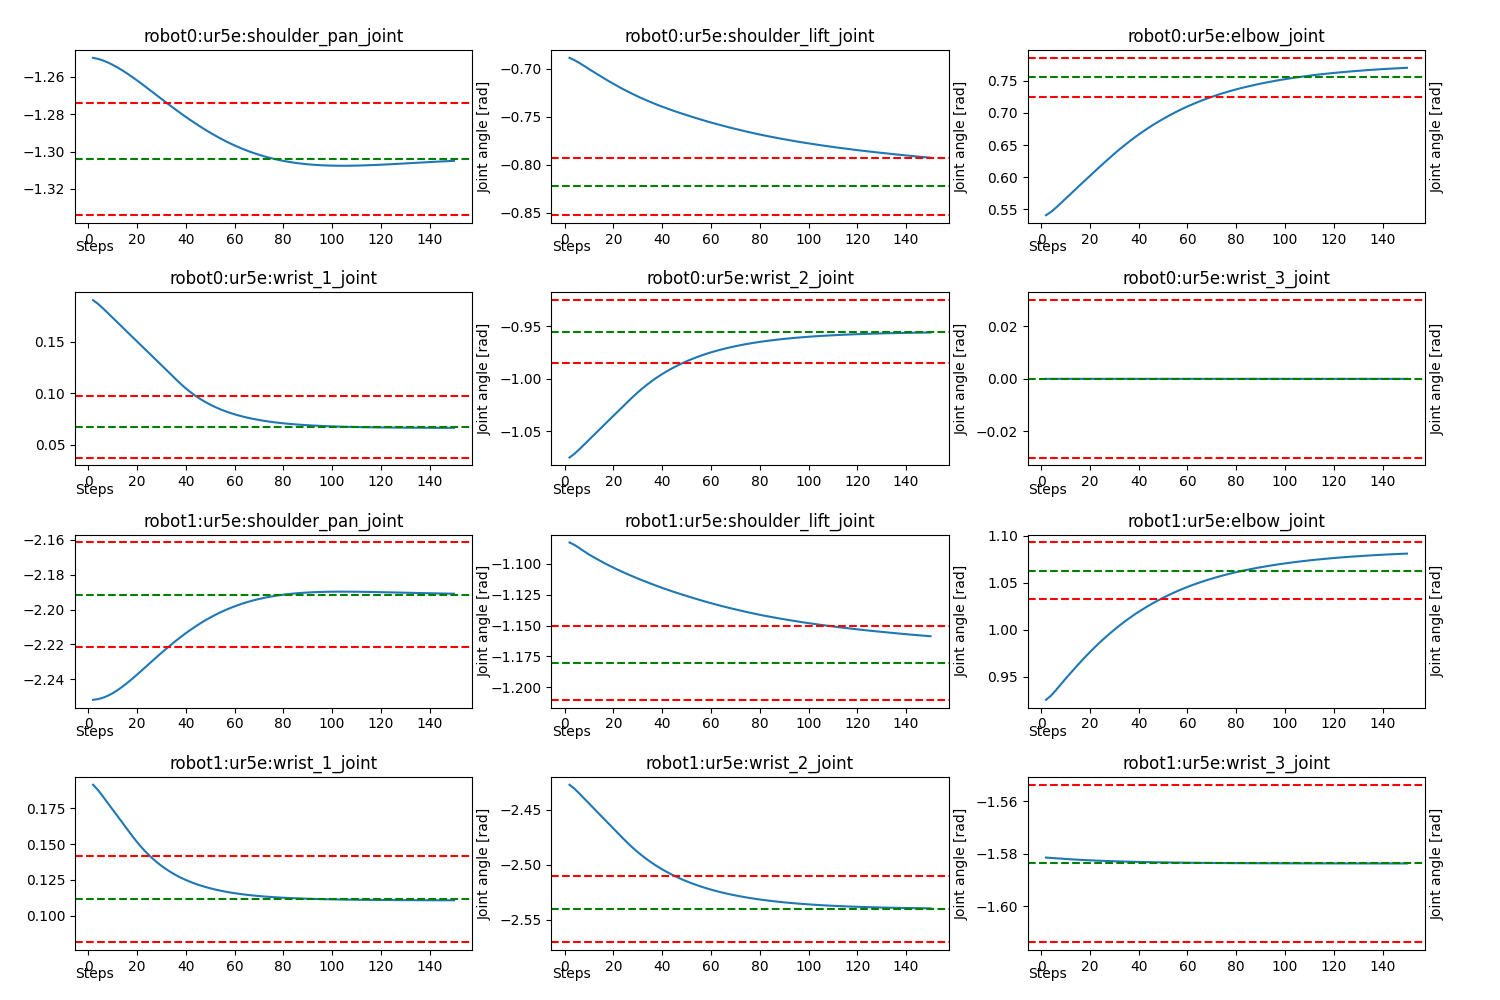 robot0:ur5e:shoulder_pan_joint
−1.26
−1.28
−1.30
−1.32
0 20 40 60 80 100 120 140
Steps
Joint angle [rad]
robot0:ur5e:shoulder_lift_joint
−0.70
−0.75
−0.80
−0.85
0 20 40 60 80 100 120 140
Steps
Joint angle [rad]
robot0:ur5e:elbow_joint
0.75
0.70
0.65
0.60
0.55
0 20 40 60 80 100 120 140
Steps
Joint angle [rad]
robot0:ur5e:wrist_1_joint
0.15
0.10
0.05
0 20 40 60 80 100 120 140
Steps
Joint angle [rad]
robot0:ur5e:wrist_2_joint
−0.95
−1.00
−1.05
0 20 40 60 80 100 120 140
Steps
Joint angle [rad]
robot0:ur5e:wrist_3_joint
0.02
0.00
−0.02
0 20 40 60 80 100 120 140
Steps
Joint angle [rad]
robot1:ur5e:shoulder_pan_joint
−2.16
−2.18
−2.20
−2.22
−2.24
0 20 40 60 80 100 120 140
Steps
Joint angle [rad]
robot1:ur5e:shoulder_lift_joint
−1.100
−1.125
−1.150
−1.175
−1.200
0 20 40 60 80 100 120 140
Steps
Joint angle [rad]
robot1:ur5e:elbow_joint
1.10
1.05
1.00
0.95
0 20 40 60 80 100 120 140
Steps
Joint angle [rad]
robot1:ur5e:wrist_1_joint
0.175
0.150
0.125
0.100
0 20 40 60 80 100 120 140
Steps
Joint angle [rad]
robot1:ur5e:wrist_2_joint
−2.45
−2.50
−2.55
0 20 40 60 80 100 120 140
Steps
Joint angle [rad]
robot1:ur5e:wrist_3_joint
−1.56
−1.58
−1.60
0 20 40 60 80 100 120 140
Steps
Joint angle [rad]